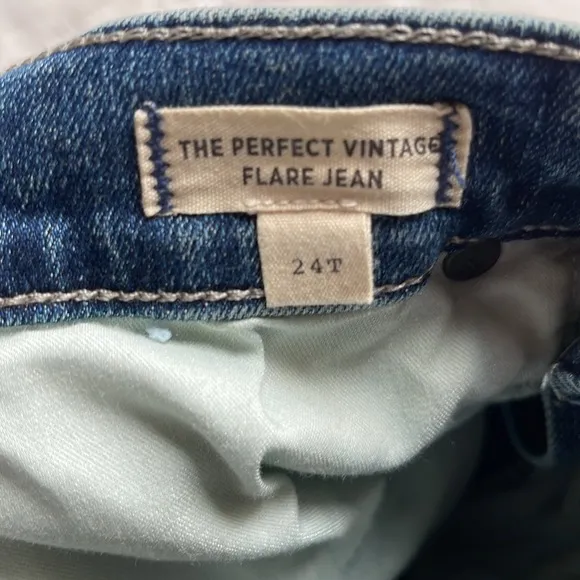 THE PERFECT VINTAGE
FLARE JEAN
24T